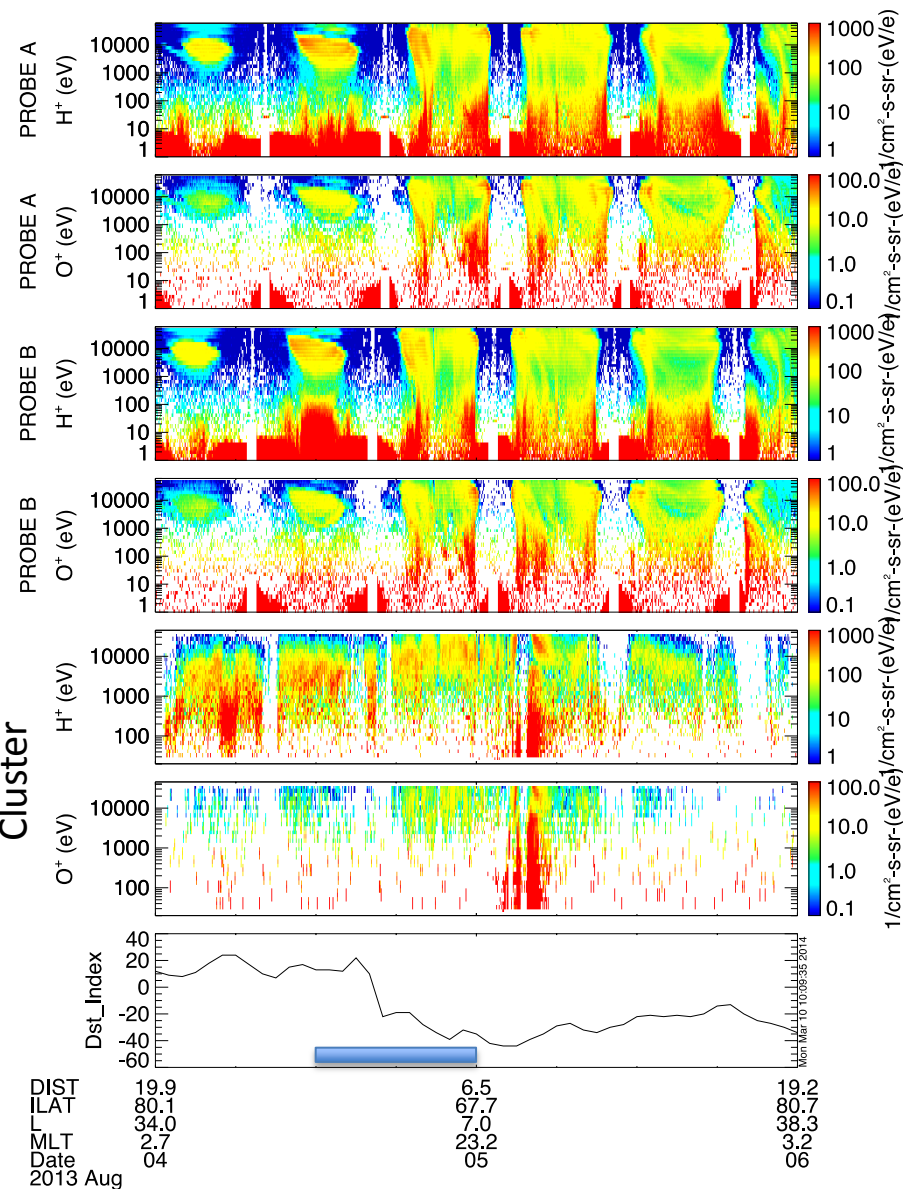 PROBE A
H⁺ (eV)
10000
1000
100
10
1
1000
100
10
1
1/cm²-s-sr-(eV/e)
PROBE A
O⁺ (eV)
10000
1000
100
10
1
100.0
10.0
1.0
0.1
1/cm²-s-sr-(eV/e)
PROBE B
H⁺ (eV)
10000
1000
100
10
1
1000
100
10
1
1/cm²-s-sr-(eV/e)
PROBE B
O⁺ (eV)
10000
1000
100
10
1
100.0
10.0
1.0
0.1
1/cm²-s-sr-(eV/e)
Cluster
H⁺ (eV)
10000
1000
100
1000
100
10
1
1/cm²-s-sr-(eV/e)
O⁺ (eV)
10000
1000
100
100.0
10.0
1.0
0.1
1/cm²-s-sr-(eV/e)
Dst_Index
40
20
0
-20
-40
-60
Mon Mar 10 10:09:35 2014
DIST 19.9 6.5 19.2
ILAT 80.1 67.7 80.7
L 34.0 7.0 38.3
MLT 2.7 23.2 3.2
Date 04 05 06
2013 Aug